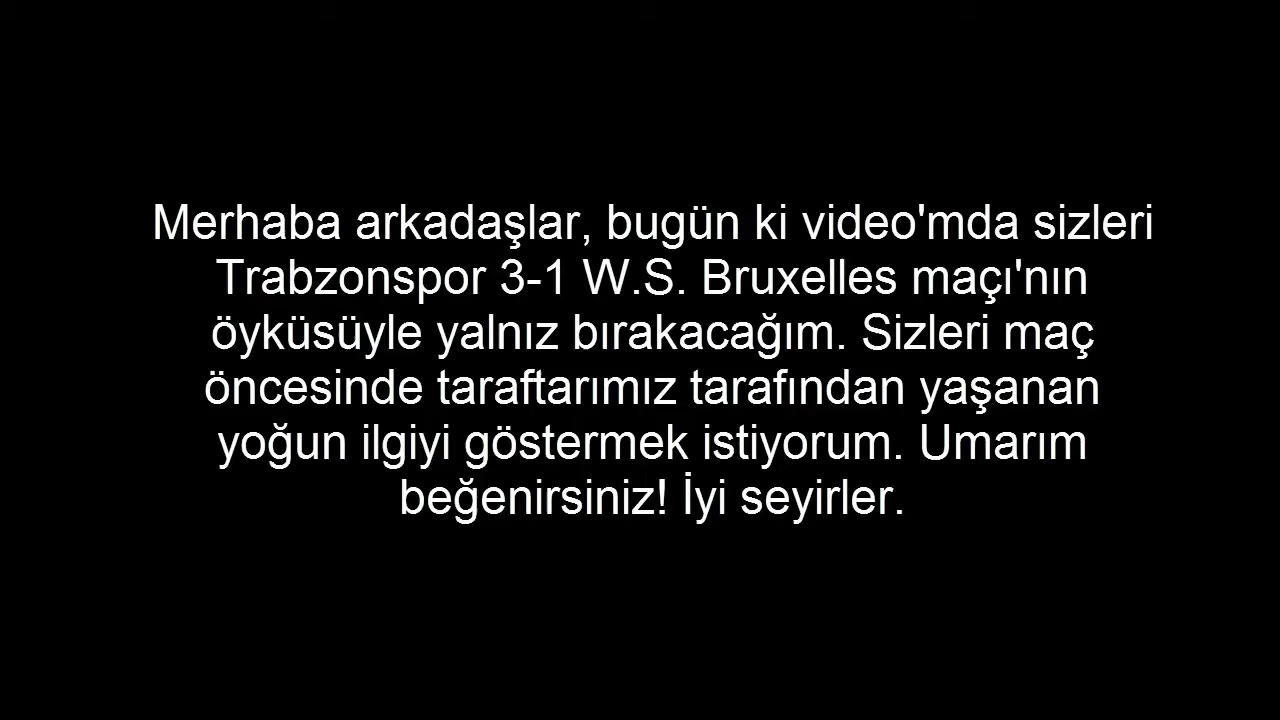 Merhaba arkadaşlar, bugün ki video'mda sizleri
Trabzonspor 3-1 W.S. Bruxelles maçı'nın
öyküsüyle yalnız bırakacağım. Sizleri maç
öncesinde taraftarımız tarafından yaşanan
yoğun ilgiyi göstermek istiyorum. Umarım
beğenirsiniz! İyi seyirler.